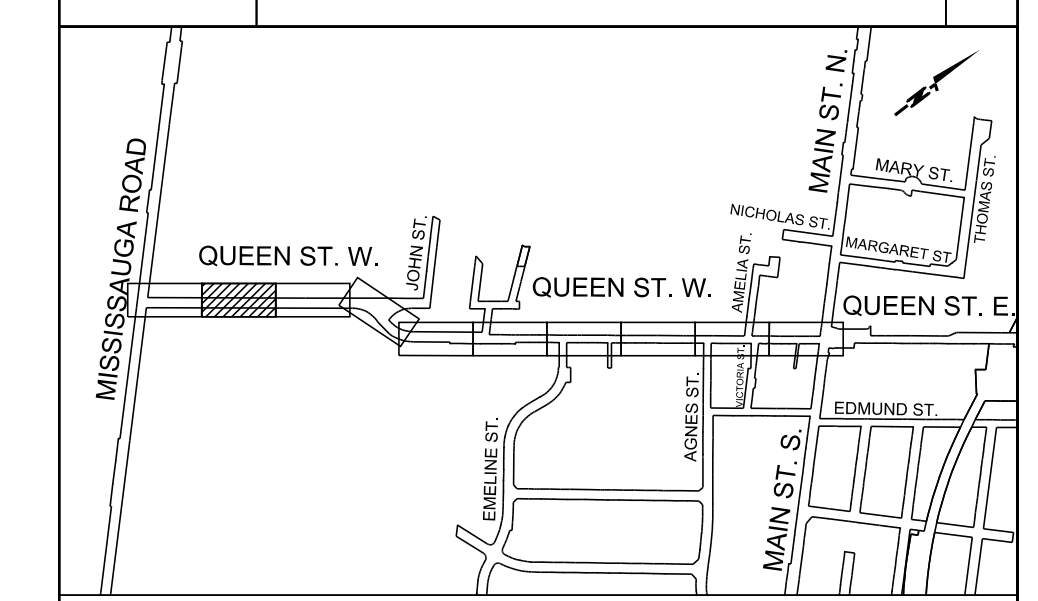 MAIN ST. N.
N
MARY ST.
THOMAS ST.
MISSISSAUGA ROAD
NICHOLAS ST.
QUEEN ST. W.
JOHN ST.
AMELIA ST.
MARGARET ST
QUEEN ST. W.
QUEEN ST. E.
VICTORIA ST.
AGNES ST.
EDMUND ST.
EMELINE ST.
MAIN ST. S.